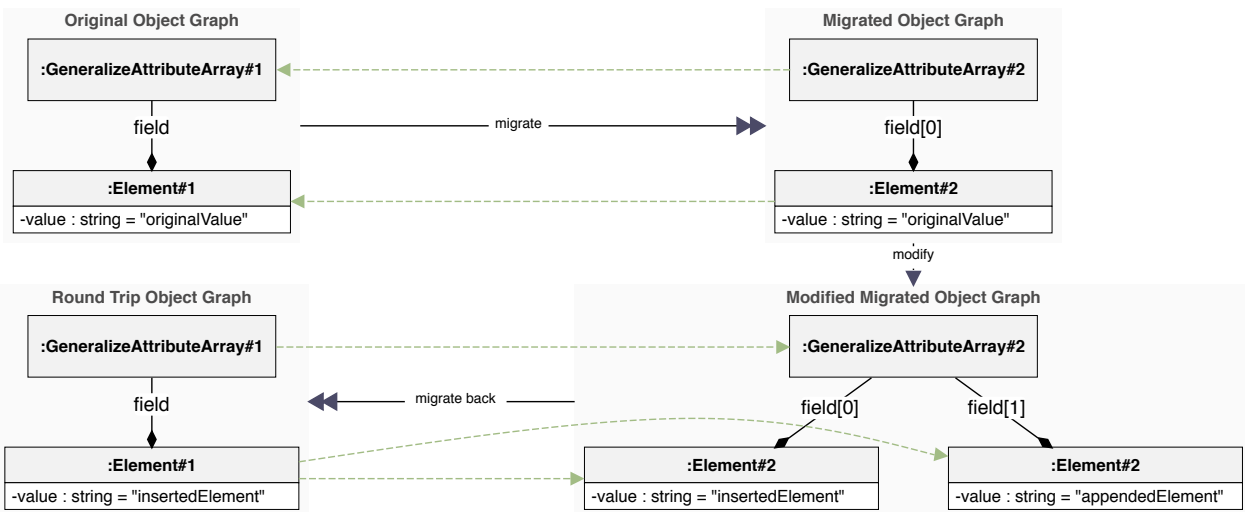 Original Object Graph
:GeneralizeAttributeArray#1
field
:Element#1
-value : string = "originalValue"
migrate
Migrated Object Graph
:GeneralizeAttributeArray#2
field[0]
:Element#2
-value : string = "originalValue"
modify
Round Trip Object Graph
:GeneralizeAttributeArray#1
field
:Element#1
-value : string = "insertedElement"
migrate back
Modified Migrated Object Graph
:GeneralizeAttributeArray#2
field[0]
field[1]
:Element#2
-value : string = "insertedElement"
:Element#2
-value : string = "appendedElement"